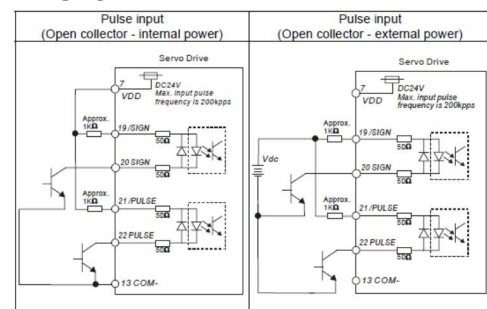 Pulse input
(Open collector - internal power)
Pulse input
(Open collector - external power)
Servo Drive
7
VDD
DC24V
Max. input pulse
frequency is 200kpps
Approx.
1KΩ
19 /SIGN
50Ω
20 SIGN
50Ω
Approx.
1KΩ
21 /PULSE
50Ω
22 PULSE
50Ω
13 COM-
Servo Drive
7
VDD
DC24V
Max. input pulse
frequency is 200kpps
Approx.
1KΩ
19 /SIGN
50Ω
Vdc
20 SIGN
50Ω
Approx.
1KΩ
21 /PULSE
50Ω
22 PULSE
50Ω
13 COM-